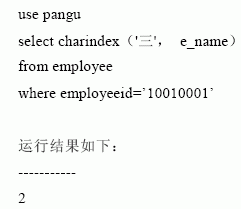 use pangu
select charindex（'三'， e_name）
from employee
where employeeid=’10010001’
运行结果如下：
-----------
2